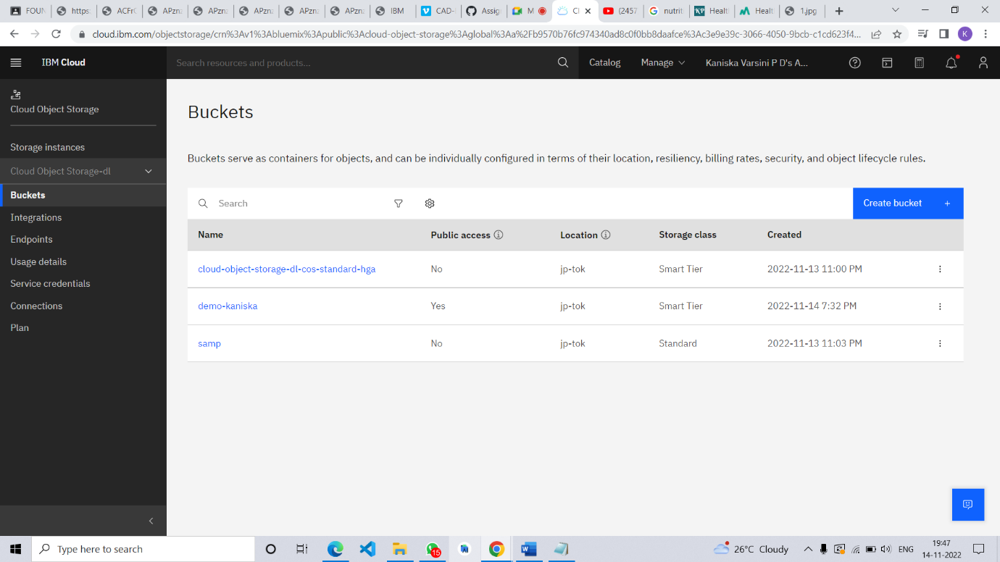 FOUN
https:
ACFrO
APzn:
APzn:
APzn:
APzn:
APzn:
IBM
CAD-
Assig
M
Cl
(2457
nutrit
Healt
Healt
1.jpg
cloud.ibm.com/objectstorage/crn%3Av1%3Abluemix%3Apublic%3Acloud-object-storage%3Aglobal%3Aa%2Fb9570b76fc974340ad8c0f0bb8daafce%3Ac3e9e39c-3066-4050-9bcb-c1cd623f4...
K
IBM Cloud
Search resources and products...
Catalog
Manage
Kaniska Varsini P D's A...
Cloud Object Storage
Storage instances
Cloud Object Storage-dl
Buckets
Integrations
Endpoints
Usage details
Service credentials
Connections
Plan
Buckets
Buckets serve as containers for objects, and can be individually configured in terms of their location, resiliency, billing rates, security, and object lifecycle rules.
Search
Create bucket +
Name Public access Location Storage class Created
cloud-object-storage-dl-cos-standard-hga No jp-tok Smart Tier 2022-11-13 11:00 PM
demo-kaniska Yes jp-tok Smart Tier 2022-11-14 7:32 PM
samp No jp-tok Standard 2022-11-13 11:03 PM
Type here to search
15
26°C Cloudy
ENG
19:47
14-11-2022